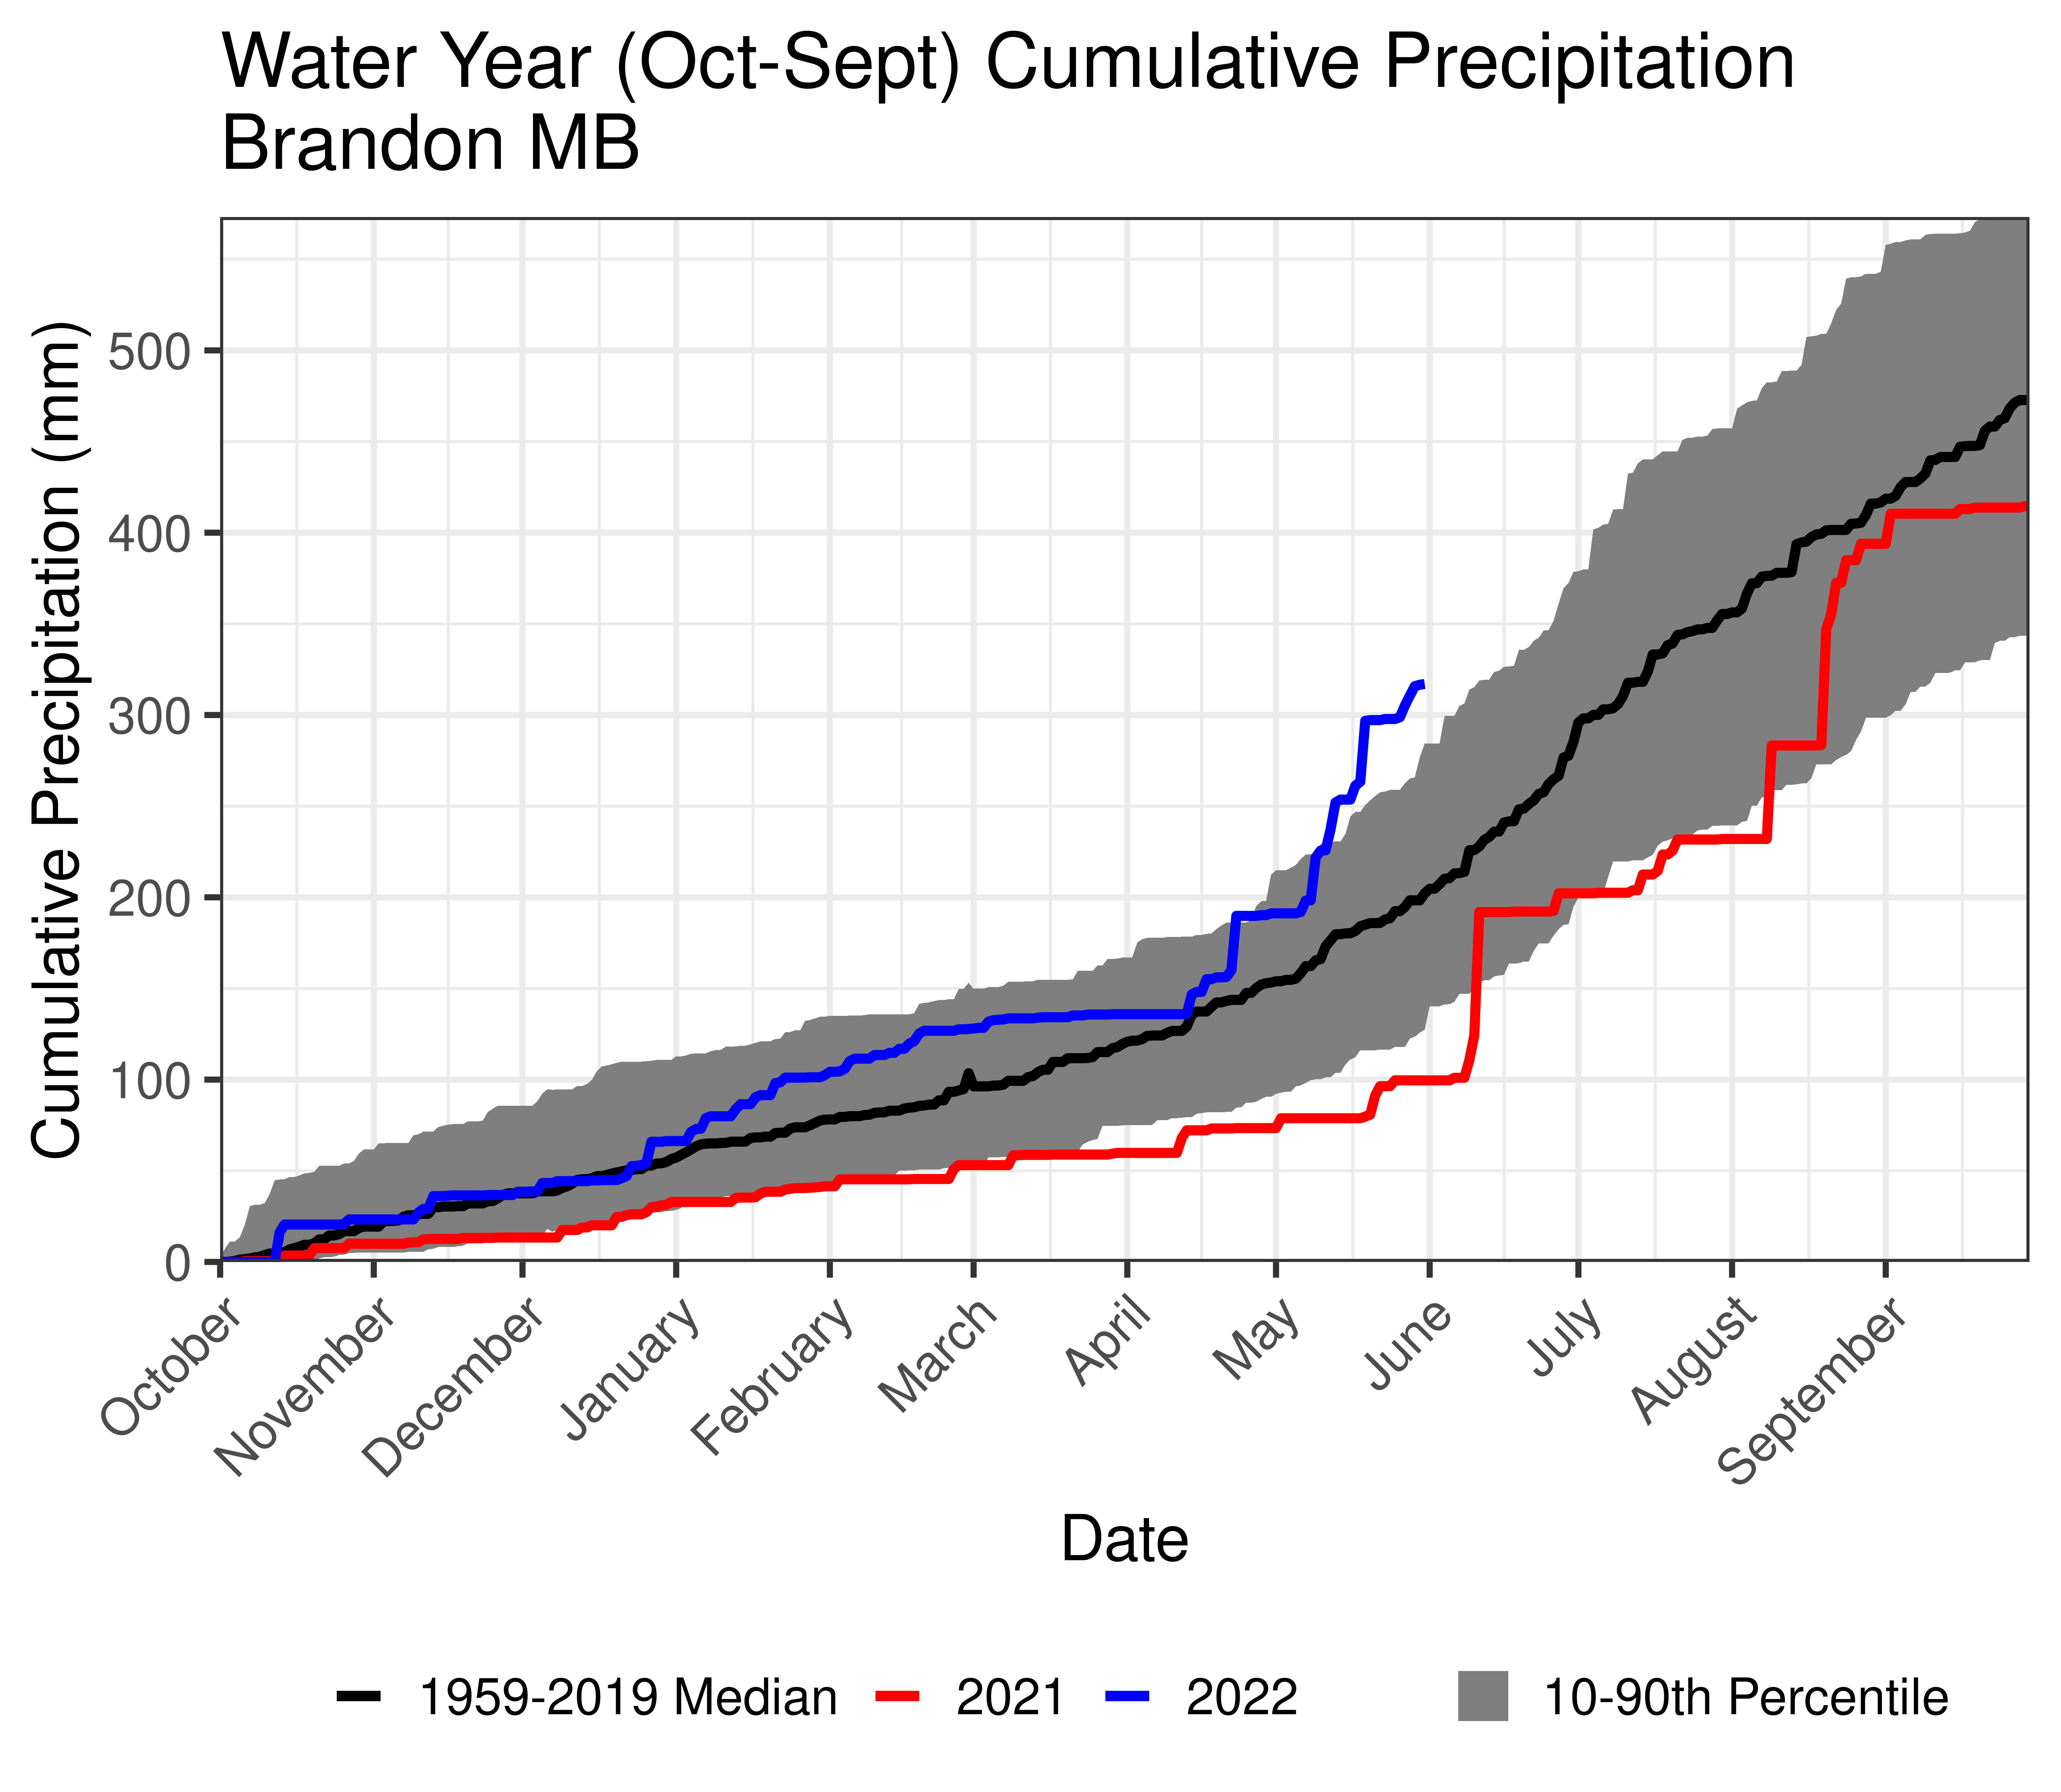 Water Year (Oct-Sept) Cumulative Precipitation
Brandon MB
Cumulative Precipitation (mm)
500
400
300
200
100
0
October
November
December
January
February
March
April
May
June
July
August
September
Date
1959-2019 Median
2021
2022
10-90th Percentile